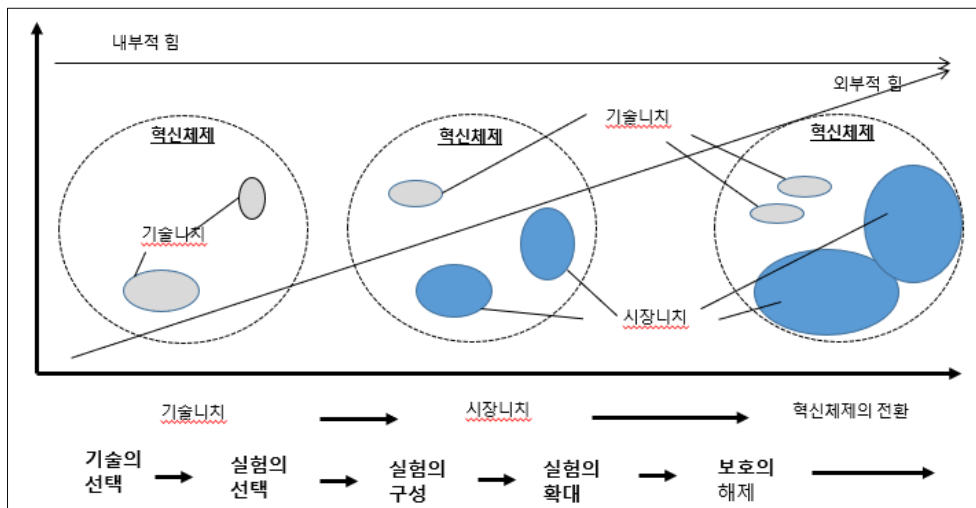 내부적 힘
외부적 힘
혁신체제
혁신체제
기술니치
혁신체제
기술니치
시장니치
기술니치
시장니치
혁신체제의 전환
기술의
선택
실험의
선택
실험의
구성
실험의
확대
보호의
해제